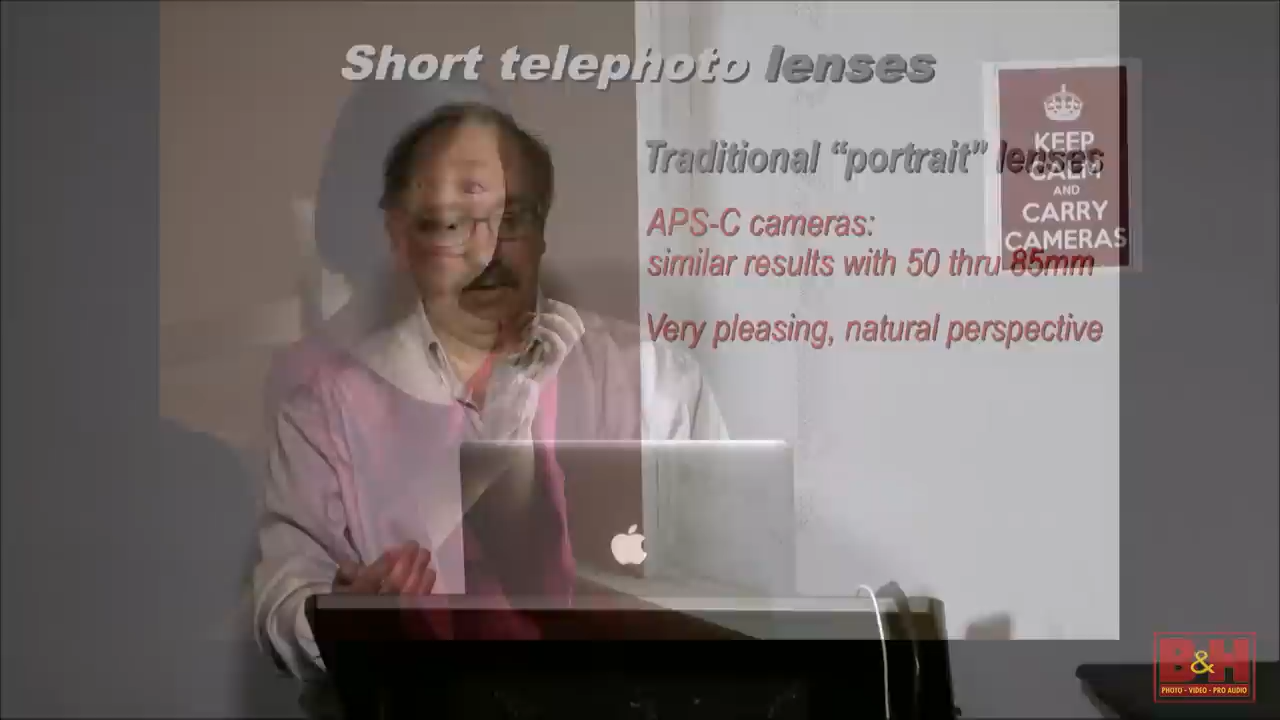 Short telephoto lenses
Traditional “portrait” lenses
APS-C cameras:
similar results with 50 thru 85mm
Very pleasing, natural perspective
KEEP
CALM
AND
CARRY
CAMERAS
B&H
PHOTO - VIDEO - PRO AUDIO